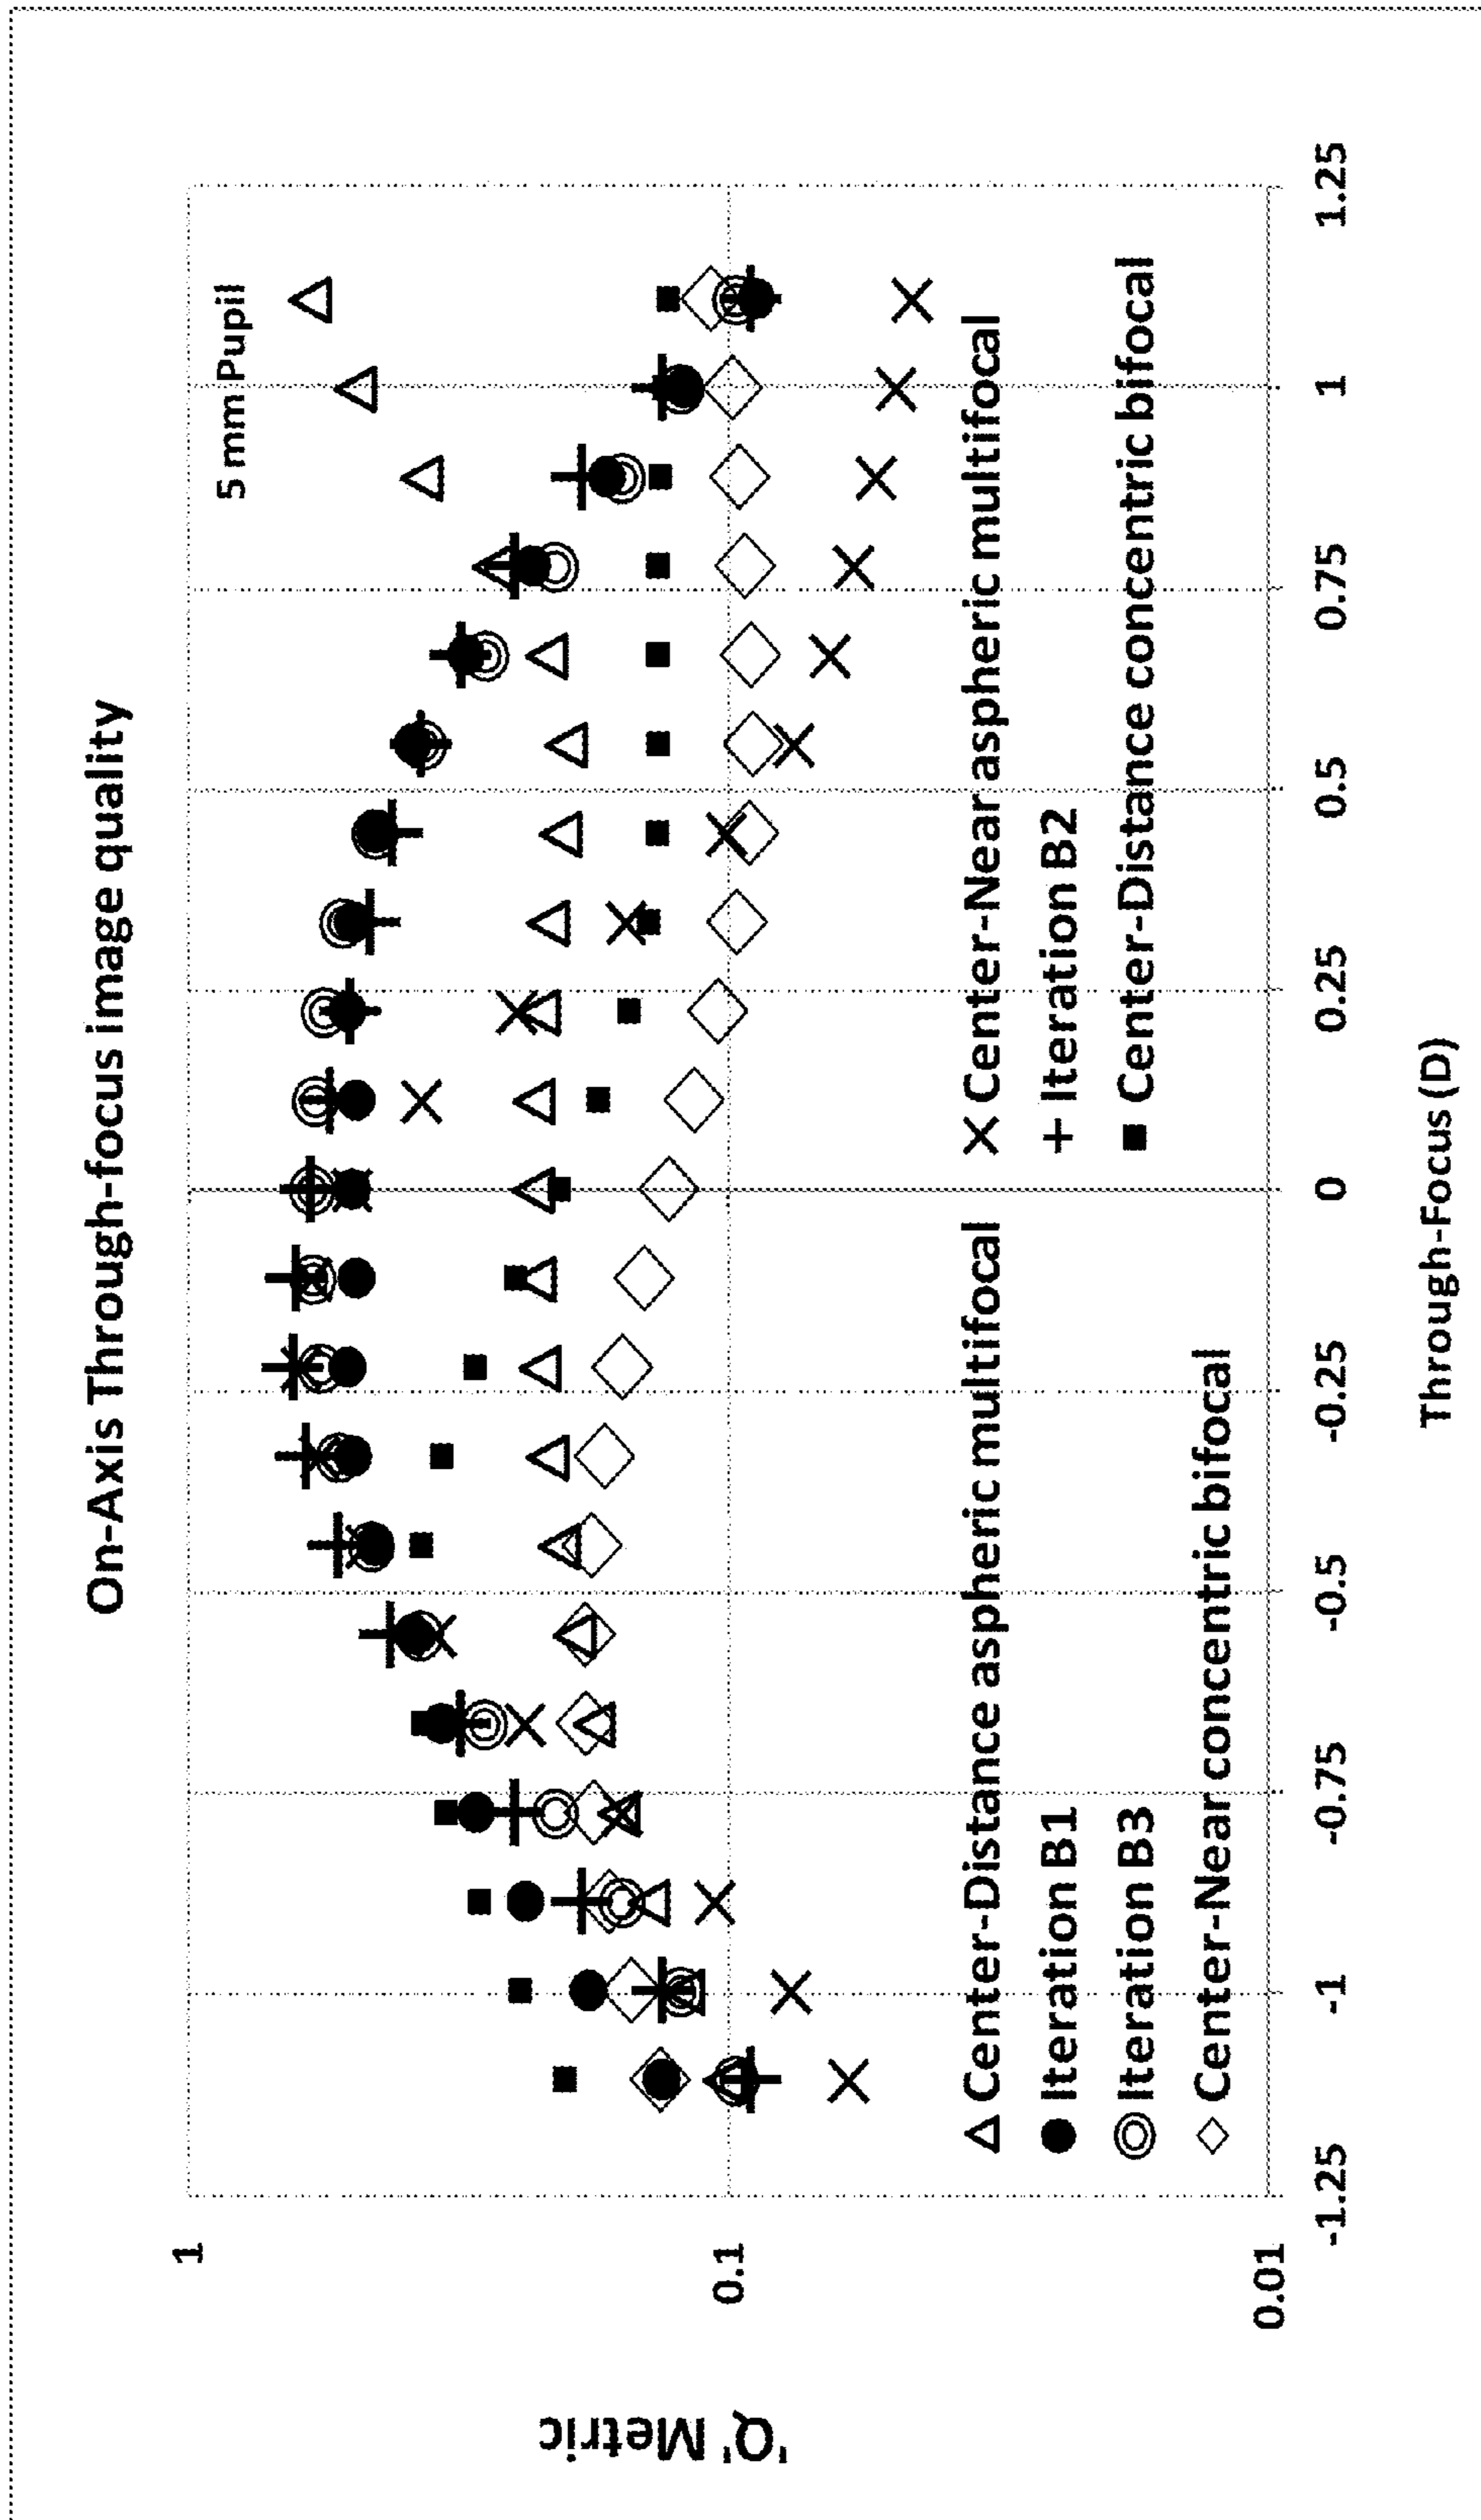 On-Axis Through-focus image quality
5 mm Pupil
'Q' Metric
1
0.1
0.01
-1.25
-1
-0.75
-0.5
-0.25
0
0.25
0.5
0.75
1
1.25
Through-Focus (D)
Center-Distance aspheric multifocal
Center-Near aspheric multifocal
Iteration B1
Iteration B2
Iteration B3
Center-Distance concentric bifocal
Center-Near concentric bifocal